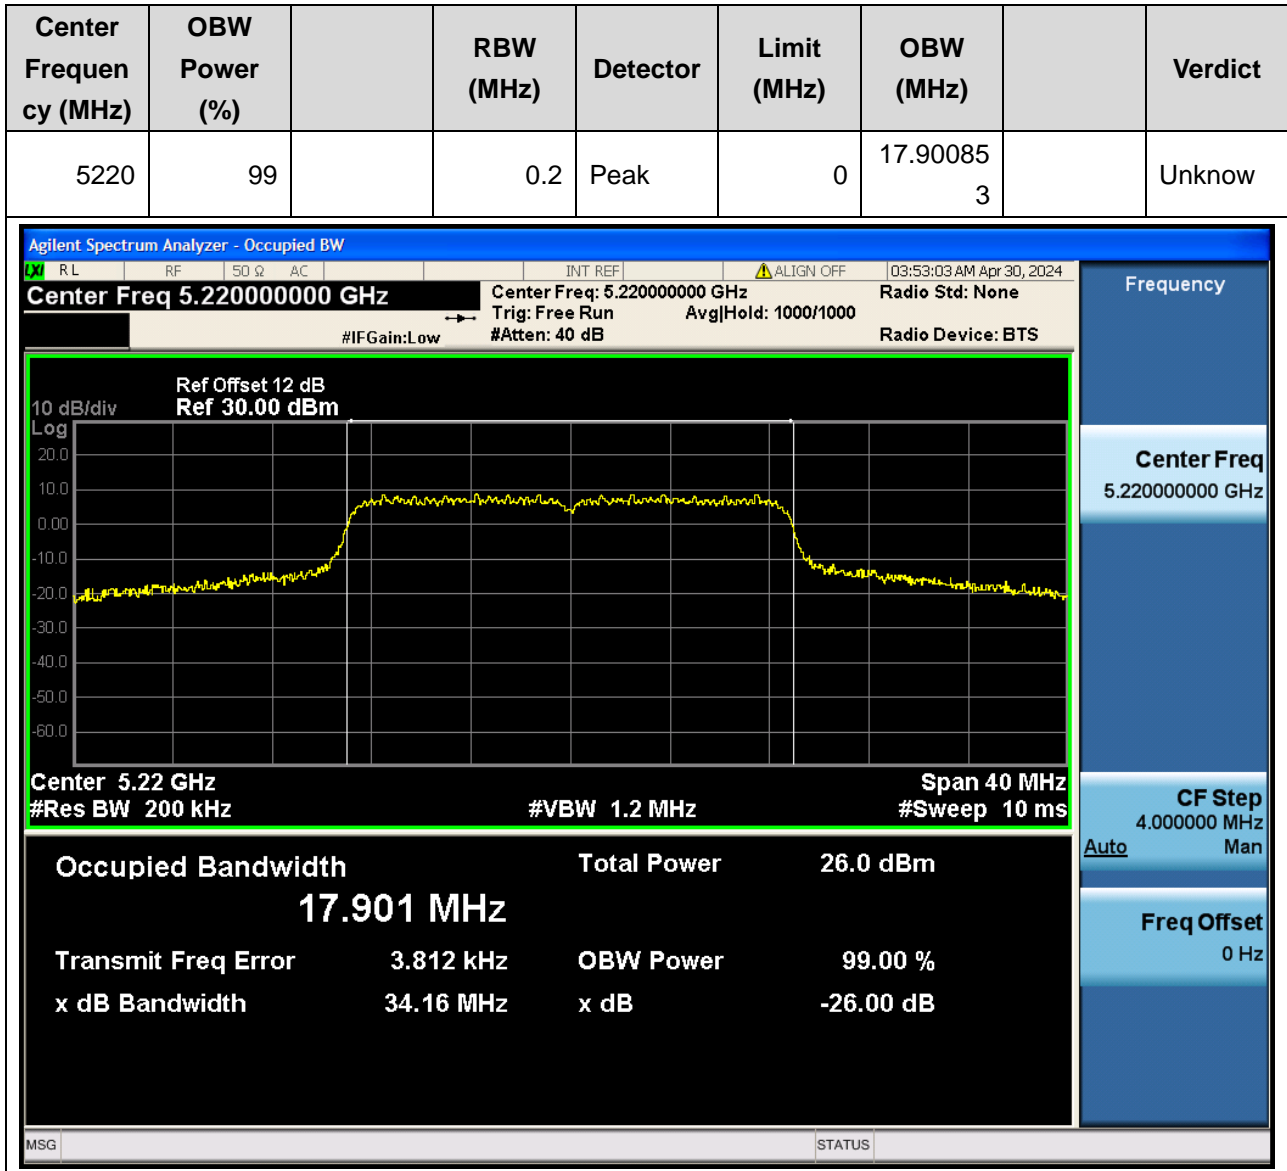 Center Frequen cy (MHz) OBW Power (%) RBW (MHz) Detector Limit (MHz) OBW (MHz) Verdict
5220 99 0.2 Peak 0 17.90085 3 Unknow
Agilent Spectrum Analyzer - Occupied BW
LXI RL RF 50 Ω AC INT REF ALIGN OFF 03:53:03 AM Apr 30, 2024
Center Freq 5.220000000 GHz
Center Freq: 5.220000000 GHz
Radio Std: None
Trig: Free Run Avg|Hold: 1000/1000
#IFGain:Low #Atten: 40 dB Radio Device: BTS
Ref Offset 12 dB
10 dB/div Ref 30.00 dBm
Log
20.0
10.0
0.00
-10.0
-20.0
-30.0
-40.0
-50.0
-60.0
Center 5.22 GHz Span 40 MHz
#Res BW 200 kHz #VBW 1.2 MHz #Sweep 10 ms
Occupied Bandwidth Total Power 26.0 dBm
17.901 MHz
Transmit Freq Error 3.812 kHz OBW Power 99.00 %
x dB Bandwidth 34.16 MHz x dB -26.00 dB
Frequency
Center Freq
5.220000000 GHz
CF Step
4.000000 MHz
Auto Man
Freq Offset
0 Hz
MSG STATUS